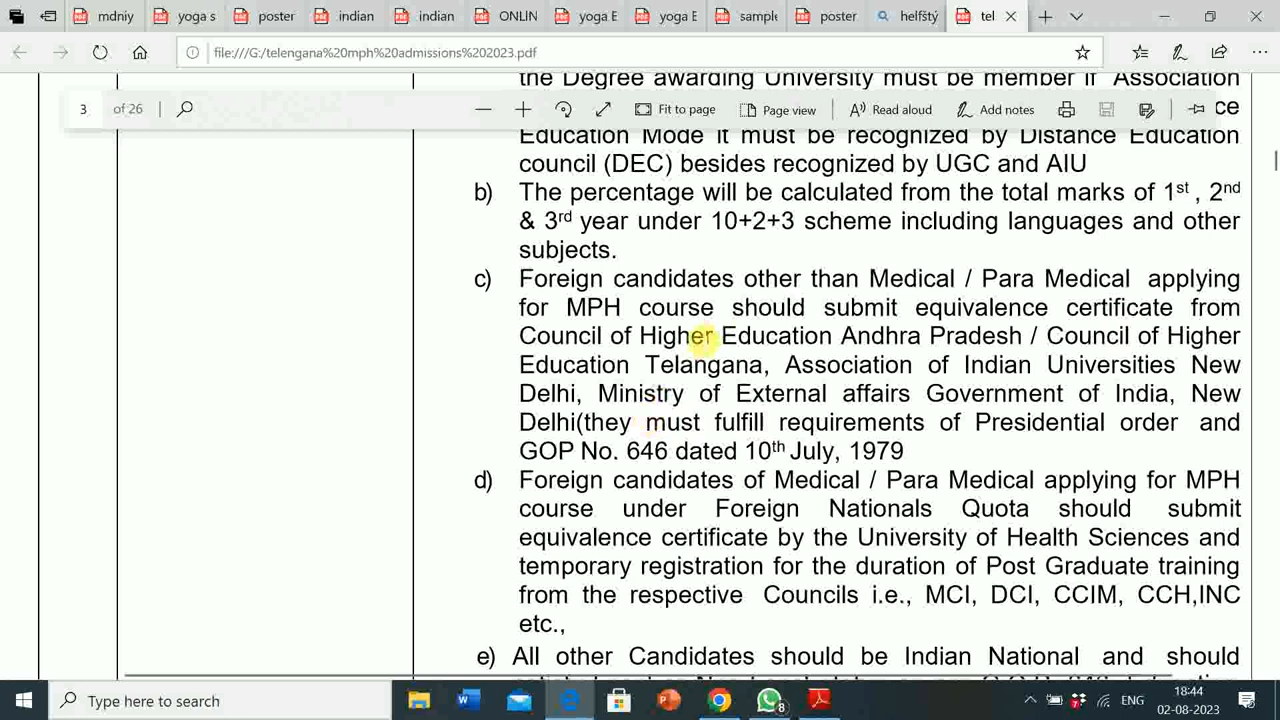 mdniy
yoga s
poster
indian
indian
ONLIN
yoga E
yoga E
sampl
poster
helfštý
tel
file:///G:/telengana%20mph%20admissions%202023.pdf
the Degree awarding University must be member if Association
3 of 26
Fit to page
Page view
Read aloud
Add notes
ce
Education Mode it must be recognized by Distance Education
council (DEC) besides recognized by UGC and AIU
b) The percentage will be calculated from the total marks of 1st , 2nd
& 3rd year under 10+2+3 scheme including languages and other
subjects.
c) Foreign candidates other than Medical / Para Medical applying
for MPH course should submit equivalence certificate from
Council of Higher Education Andhra Pradesh / Council of Higher
Education Telangana, Association of Indian Universities New
Delhi, Ministry of External affairs Government of India, New
Delhi(they must fulfill requirements of Presidential order and
GOP No. 646 dated 10th July, 1979
d) Foreign candidates of Medical / Para Medical applying for MPH
course under Foreign Nationals Quota should submit
equivalence certificate by the University of Health Sciences and
temporary registration for the duration of Post Graduate training
from the respective Councils i.e., MCI, DCI, CCIM, CCH,INC
etc.,
e) All other Candidates should be Indian National and should
Type here to search
8
7
ENG
18:44
02-08-2023